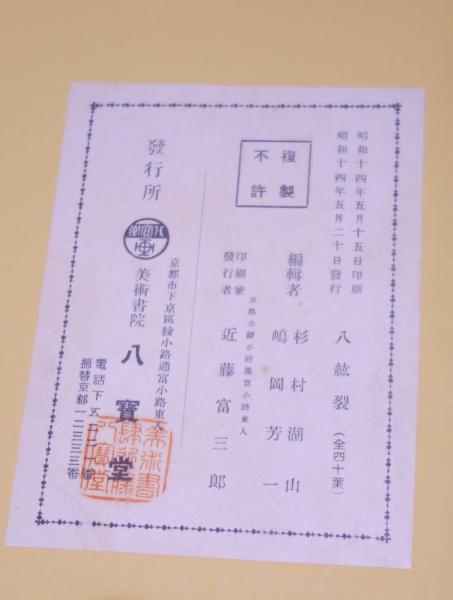 昭和十四年五月十五日印刷
昭和十四年五月二十日發行
八紘裂（全四十葉）
複製
不許
編輯者 杉村湖山
嶋岡芳一
京都市綾小路通富小路東入
印刷兼
發行者 近藤富三郎
京都市下京區綾小路通富小路東入
發行所 美術書院 八寶堂
振替京都一二三三三番